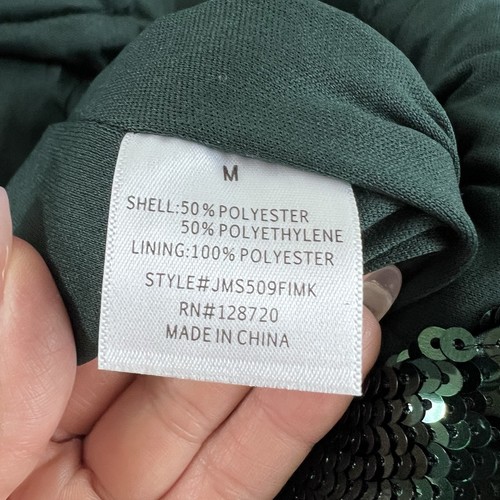 M
SHELL:50%POLYESTER
50%POLYETHYLENE
LINING:100%POLYESTER
STYLE#JMS509FIMK
RN#128720
MADE IN CHINA